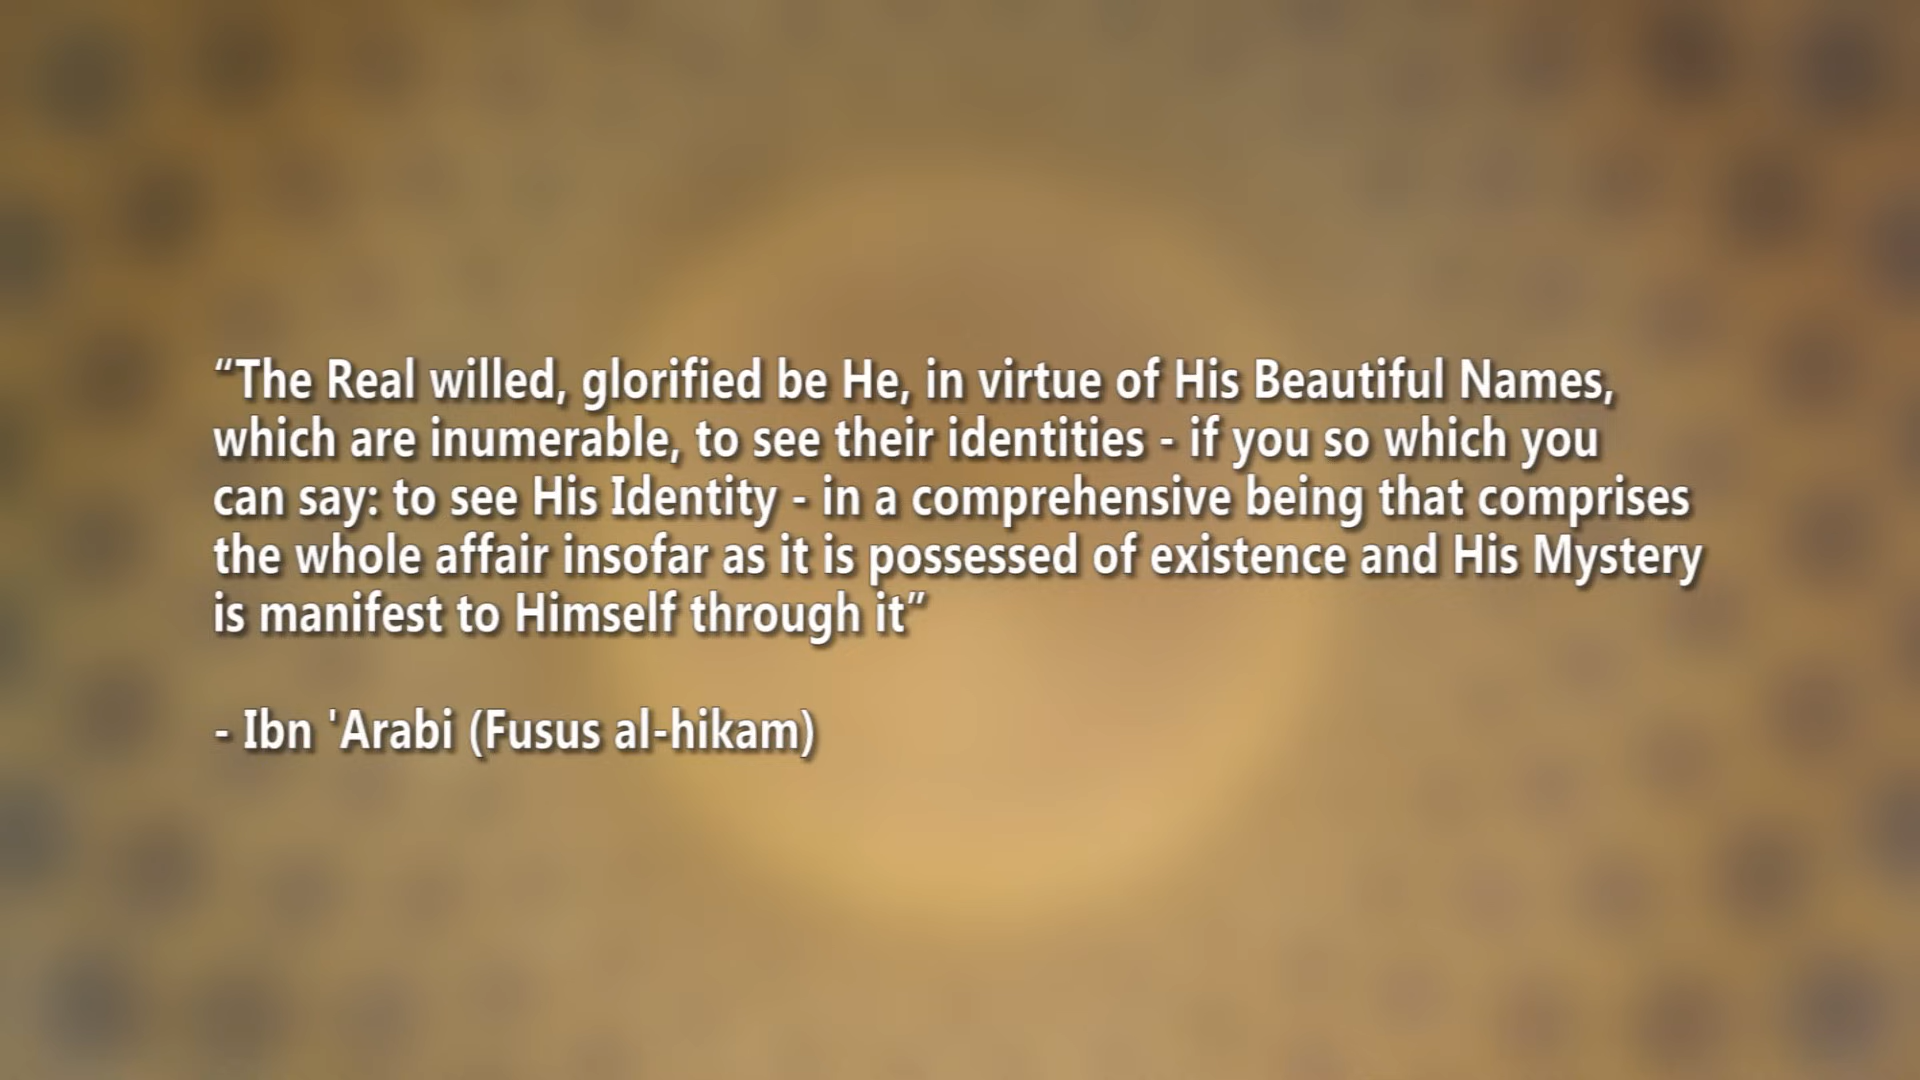 “The Real willed, glorified be He, in virtue of His Beautiful Names,
which are inumerable, to see their identities - if you so which you
can say: to see His Identity - in a comprehensive being that comprises
the whole affair insofar as it is possessed of existence and His Mystery
is manifest to Himself through it”
- Ibn 'Arabi (Fusus al-hikam)